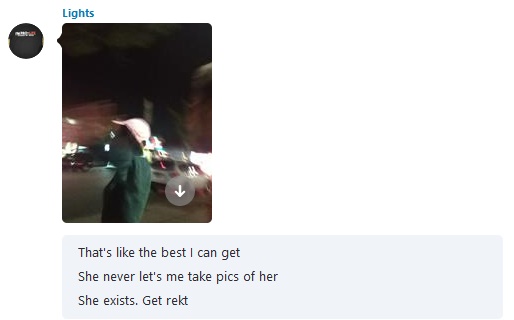 Lights
That's like the best I can get
She never let's me take pics of her
She exists. Get rekt